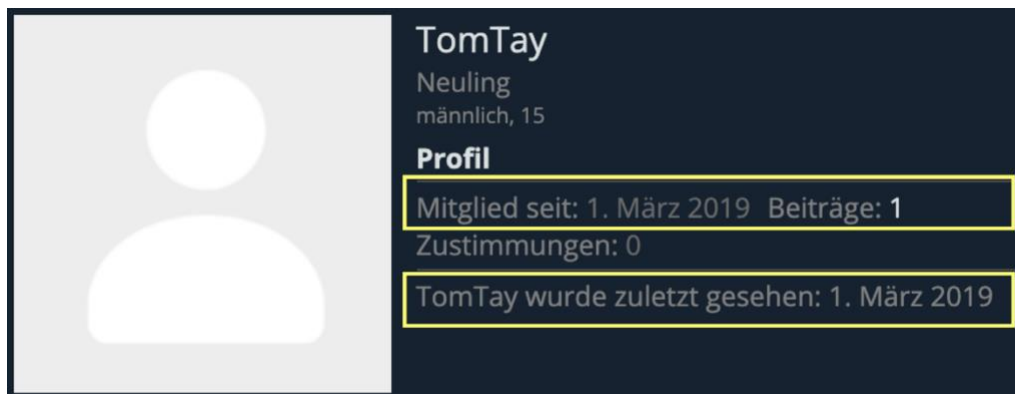 TomTay
Neuling
männlich, 15
Profil
Mitglied seit: 1. März 2019 Beiträge: 1
Zustimmungen: 0
TomTay wurde zuletzt gesehen: 1. März 2019